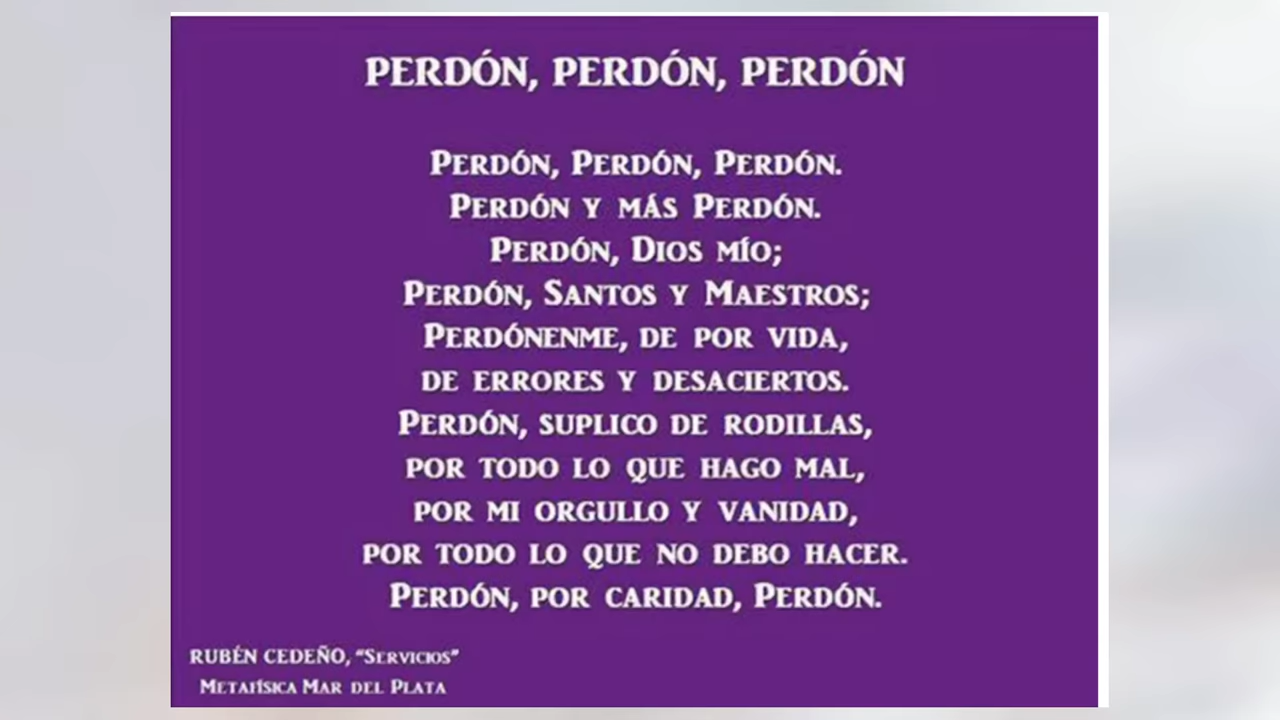 PERDÓN, PERDÓN, PERDÓN
PERDÓN, PERDÓN, PERDÓN.
PERDÓN Y MÁS PERDÓN.
PERDÓN, DIOS MÍO;
PERDÓN, SANTOS Y MAESTROS;
PERDÓNENME, DE POR VIDA,
DE ERRORES Y DESACIERTOS.
PERDÓN, SUPLICO DE RODILLAS,
POR TODO LO QUE HAGO MAL,
POR MI ORGULLO Y VANIDAD,
POR TODO LO QUE NO DEBO HACER.
PERDÓN, POR CARIDAD, PERDÓN.
RUBÉN CEDEÑO, “SERVICIOS”
METAFÍSICA MAR DEL PLATA